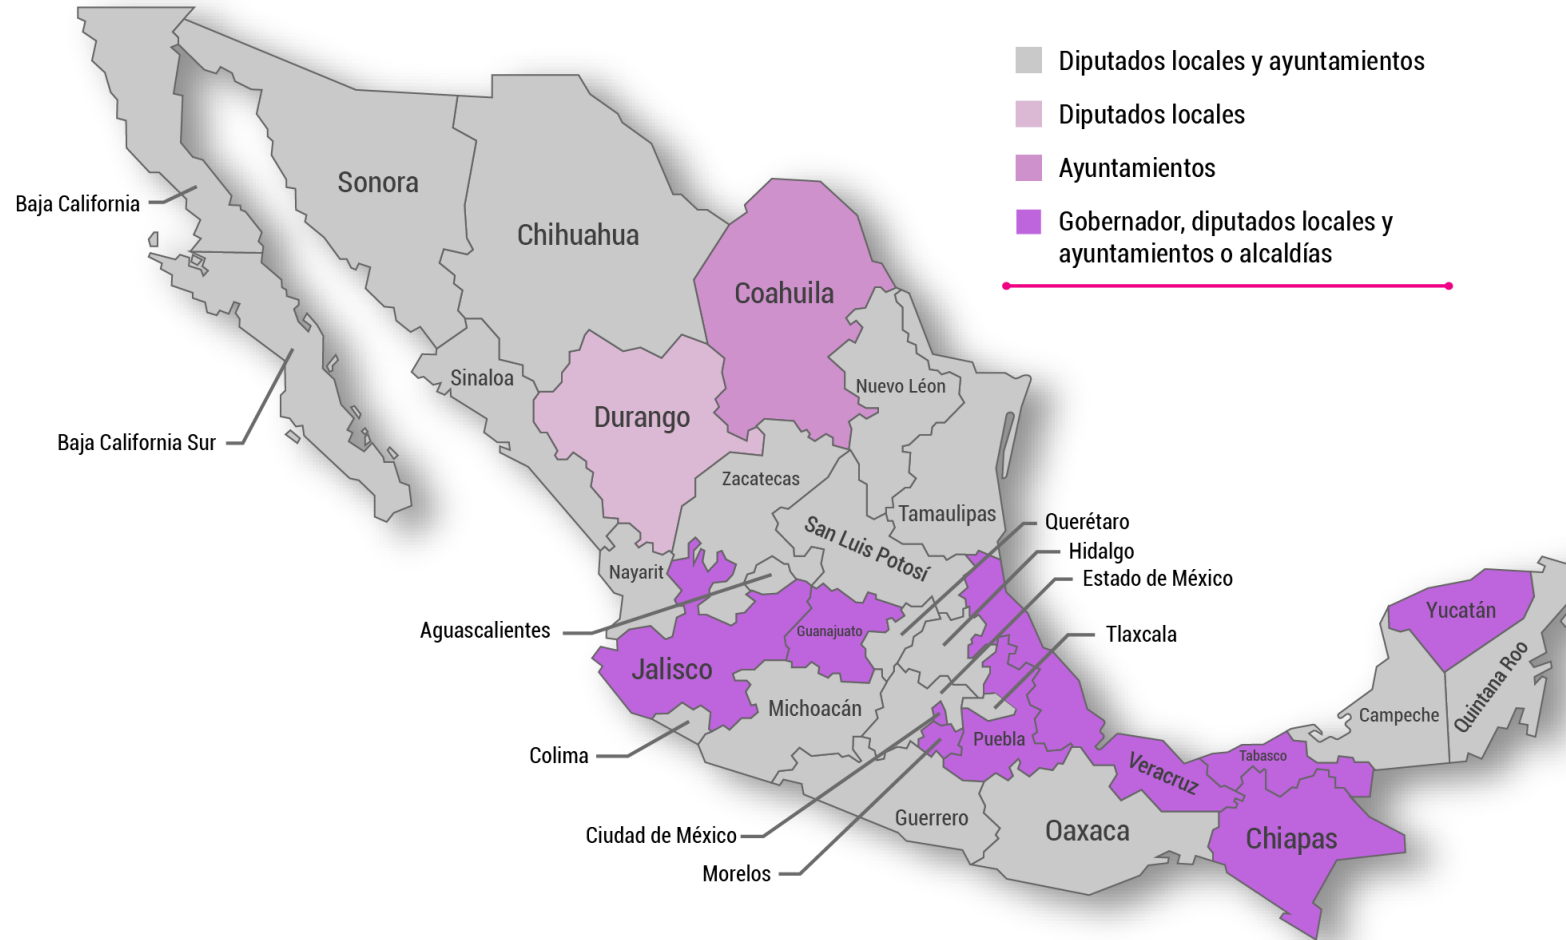 Diputados locales y ayuntamientos
Diputados locales
Ayuntamientos
Gobernador, diputados locales y
ayuntamientos o alcaldías
Baja California
Sonora
Chihuahua
Coahuila
Sinaloa
Nuevo Léon
Durango
Baja California Sur
Zacatecas
Tamaulipas
San Luis Potosí
Querétaro
Hidalgo
Nayarit
Estado de México
Yucatán
Aguascalientes
Guanajuato
Tlaxcala
Jalisco
Quintana Roo
Michoacán
Campeche
Puebla
Colima
Tabasco
Veracruz
Guerrero
Oaxaca
Ciudad de México
Chiapas
Morelos